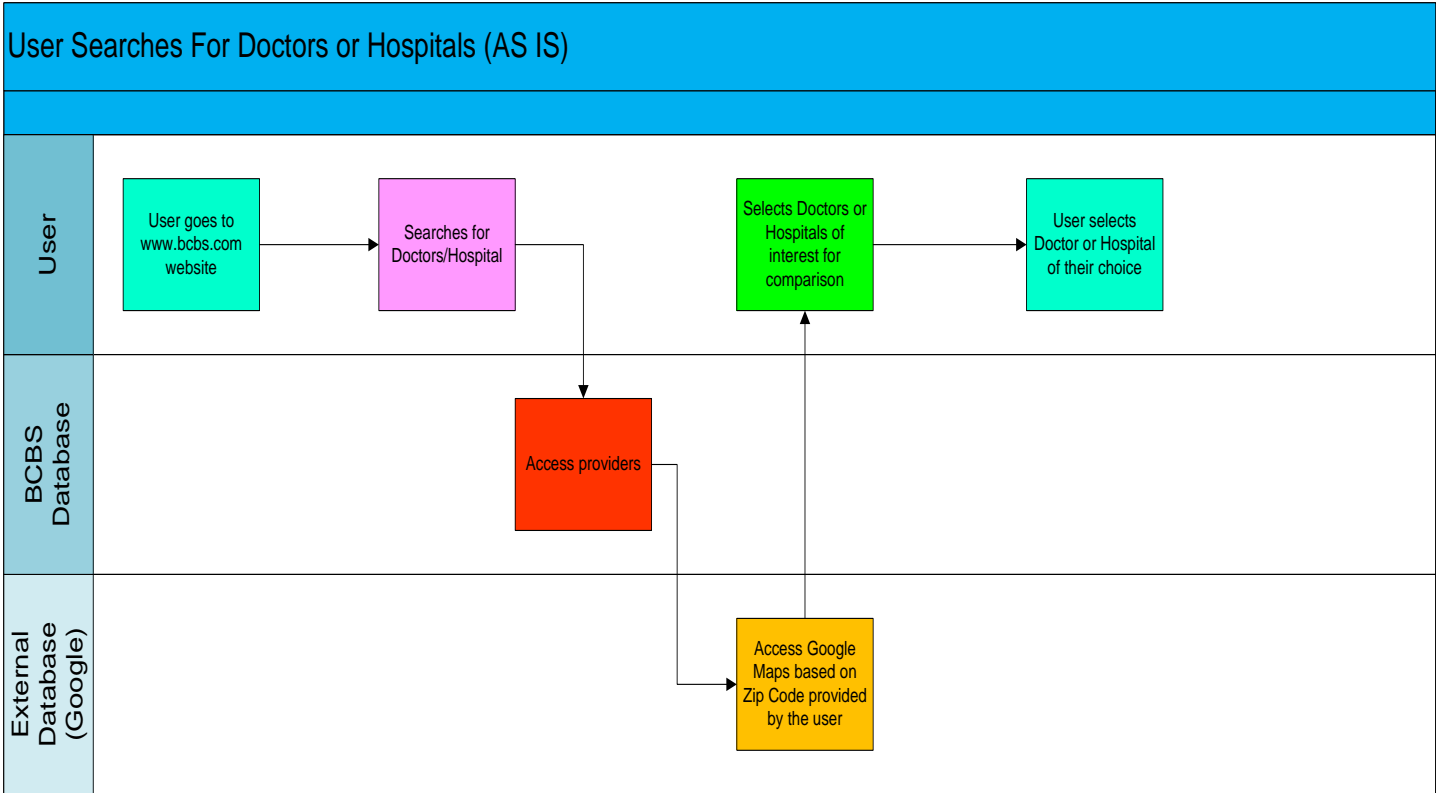 User Searches For Doctors or Hospitals (AS IS)
User
User goes to
www.bcbs.com
website
Searches for
Doctors/Hospital
Selects Doctors or
Hospitals of
interest for
comparison
User selects
Doctor or Hospital
of their choice
BCBS
Database
Access providers
External
Database
(Google)
Access Google
Maps based on
Zip Code provided
by the user